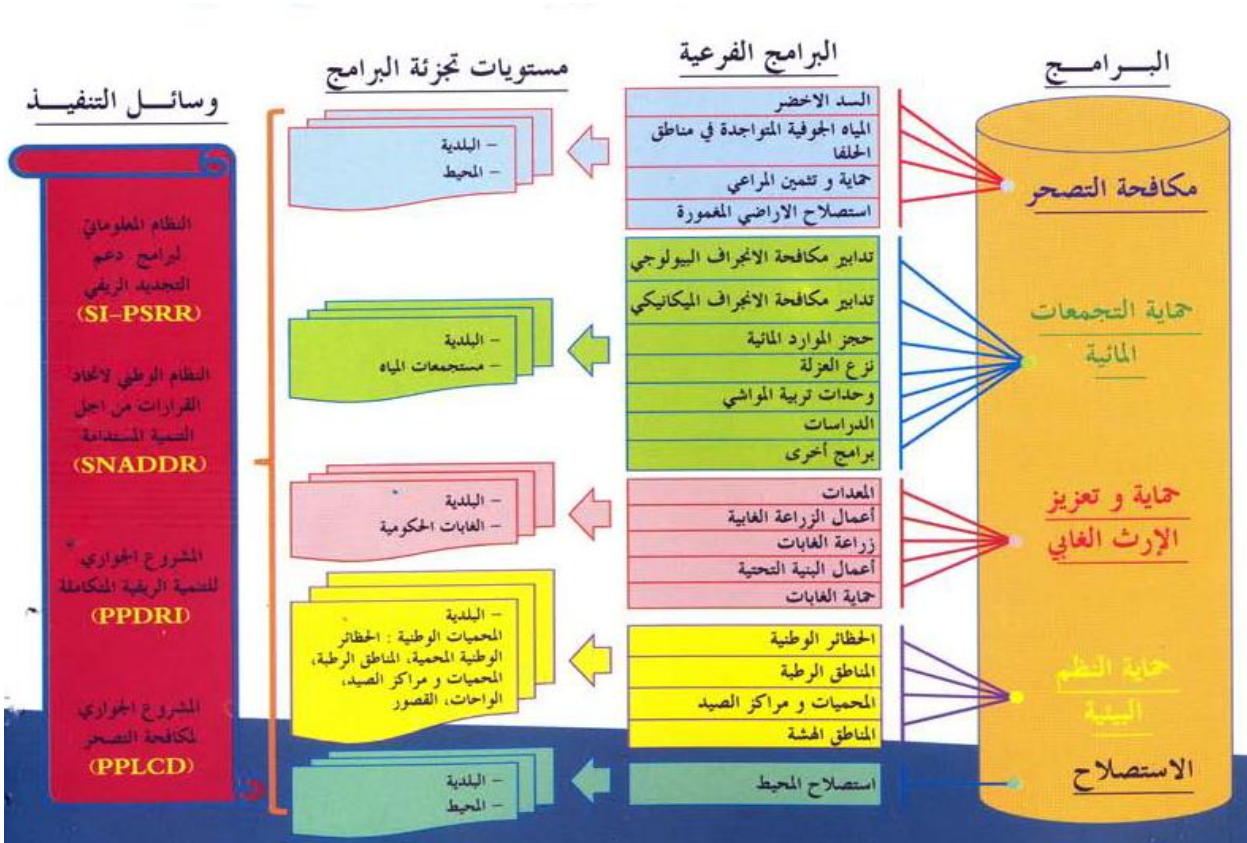 البرامج
مكافحة التصحر
حماية التجمعات
المائية
حماية و تعزيز
الإرث الغابي
حماية النظم
البيئية
الاستصلاح
البرامج الفرعية
السد الاخضر
المياه الجوفية المتواجدة في مناطق
الحلفا
حماية و تثمين المراعي
استصلاح الاراضي المغمورة
تدابير مكافحة الانجراف البيولوجي
تدابير مكافحة الانجراف الميكانيكي
حجز الموارد المائية
نزع العزلة
وحدات تربية المواشي
الدراسات
برامج أخرى
المعدات
أعمال الزراعة الغابية
زراعة الغابات
أعمال البنية التحتية
حماية الغابات
الحظائر الوطنية
المناطق الرطبة
المحميات و مراكز الصيد
المناطق الهشة
استصلاح المحيط
مستويات تجزئة البرامج
– البلدية
– المحيط
– البلدية
– مستجمعات المياه
– البلدية
– الغابات الحكومية
– البلدية
المحميات الوطنية : الحظائر
الوطنية المحمية، المناطق الرطبة،
المحميات و مراكز الصيد،
الواحات، القصور
– البلدية
– المحيط
وسائل التنفيذ
النظام المعلوماتي
لبرامج دعم
التجديد الريفي
(SI–PSRR)
النظام الوطني لاتخاد
القرارات من اجل
التنمية المستدامة
(SNADDR)
المشروع الجواري
للتنمية الريفية المتكاملة
(PPDRI)
المشروع الجواري
لمكافحة التصحر
(PPLCD)